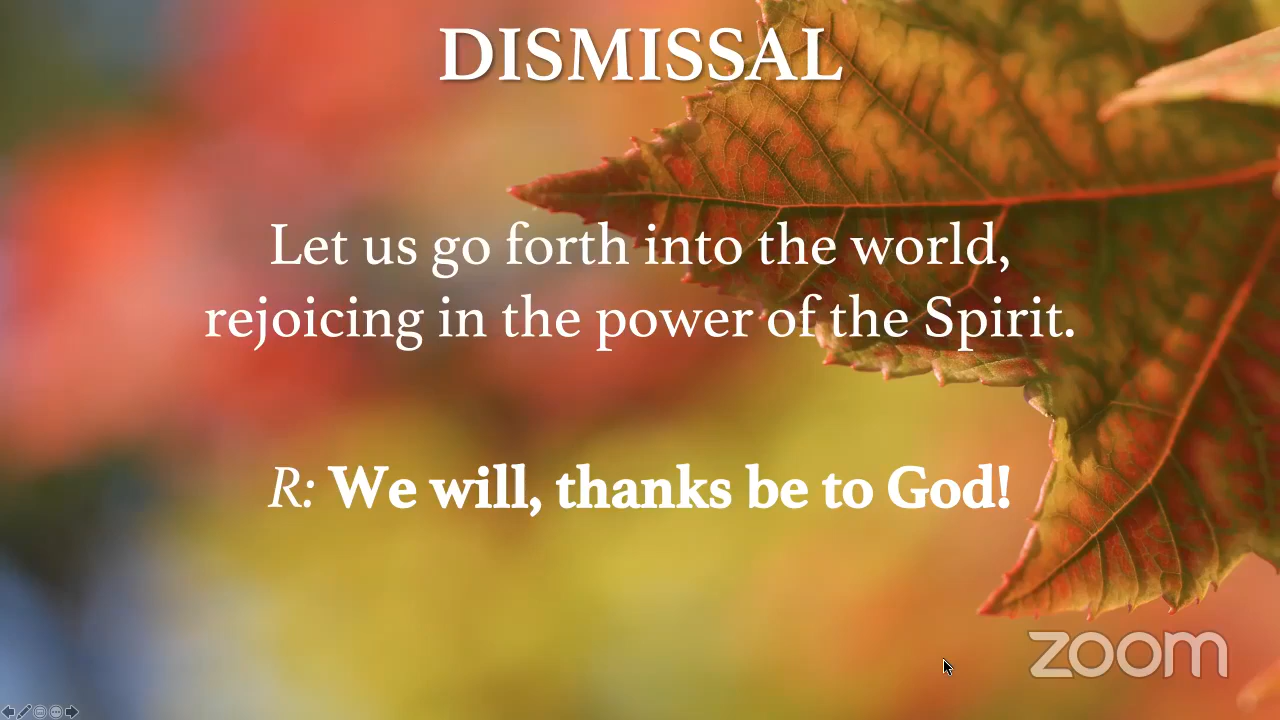 DISMISSAL
Let us go forth into the world,
rejoicing in the power of the Spirit.
R: We will, thanks be to God!
zoom